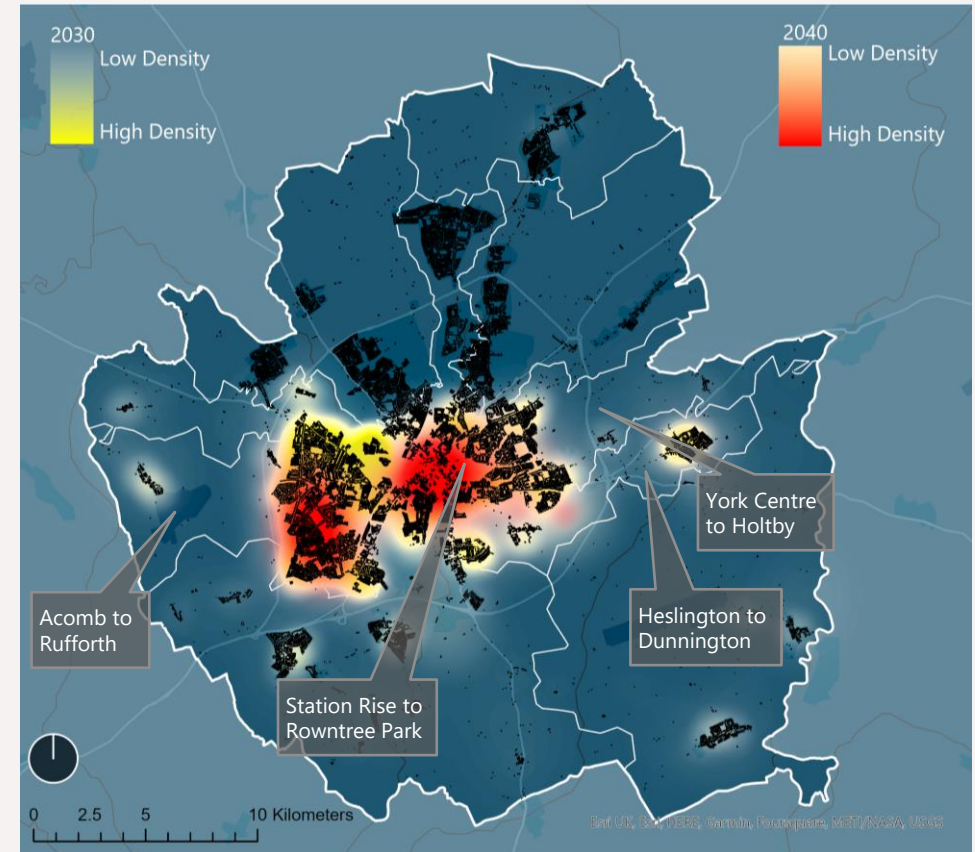 2030
Low Density
High Density
2040
Low Density
High Density
York Centre
to Holtby
Acomb to
Rufforth
Heslington to
Dunnington
Station Rise to
Rowntree Park
0 2.5 5 10 Kilometers
Esri UK, Esri, HERE, Garmin, Foursquare, METI/NASA, USGS